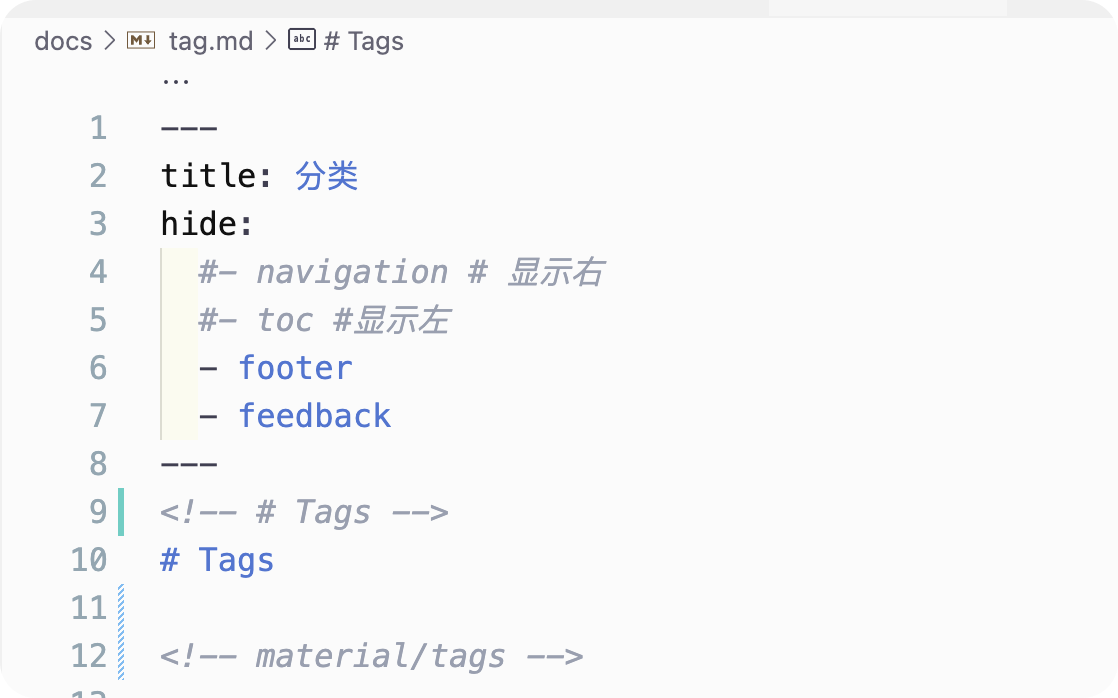 docs > M↓ tag.md > abc # Tags
...
1 ---
2 title: 分类
3 hide:
4 #- navigation # 显示右
5 #- toc #显示左
6 - footer
7 - feedback
8 ---
9 <!-- # Tags -->
10 # Tags
11
12 <!-- material/tags -->
13